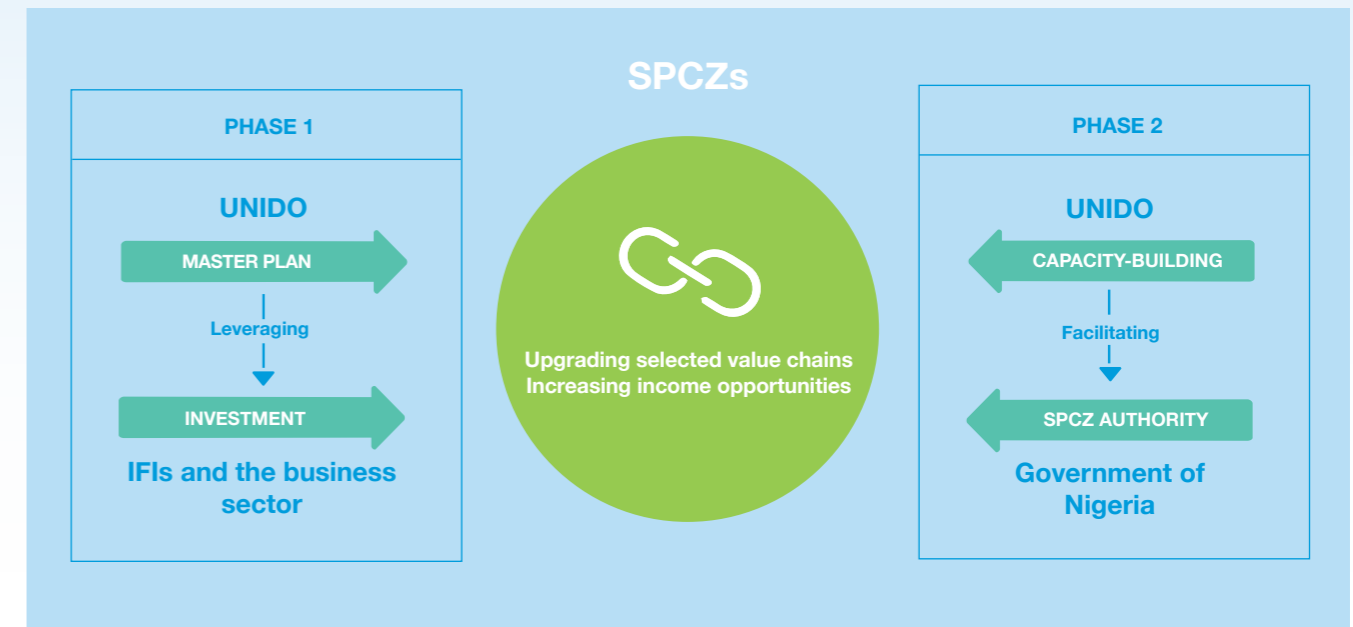 SPCZs
PHASE 1
UNIDO
MASTER PLAN
Leveraging
INVESTMENT
IFIs and the business
sector
Upgrading selected value chains
Increasing income opportunities
PHASE 2
UNIDO
CAPACITY-BUILDING
Facilitating
SPCZ AUTHORITY
Government of
Nigeria